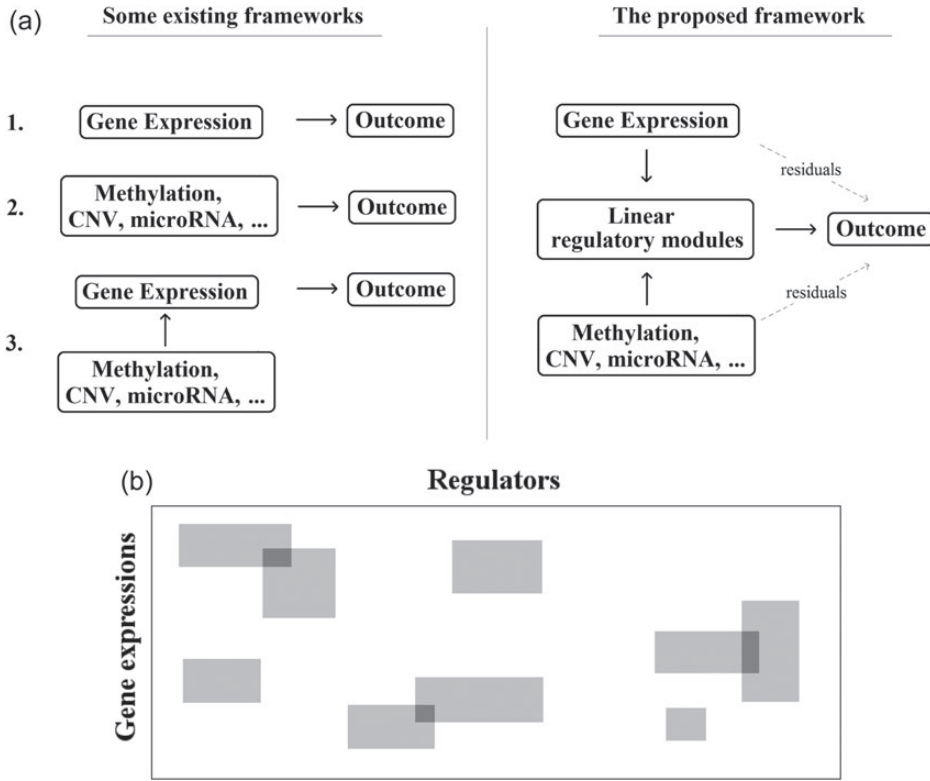 (a)
Some existing frameworks
The proposed framework
1.
Gene Expression
Outcome
2.
Methylation,
CNV, microRNA, ...
Outcome
3.
Gene Expression
Outcome
Methylation,
CNV, microRNA, ...
Gene Expression
residuals
Linear
regulatory modules
Outcome
residuals
Methylation,
CNV, microRNA, ...
(b)
Regulators
Gene expressions